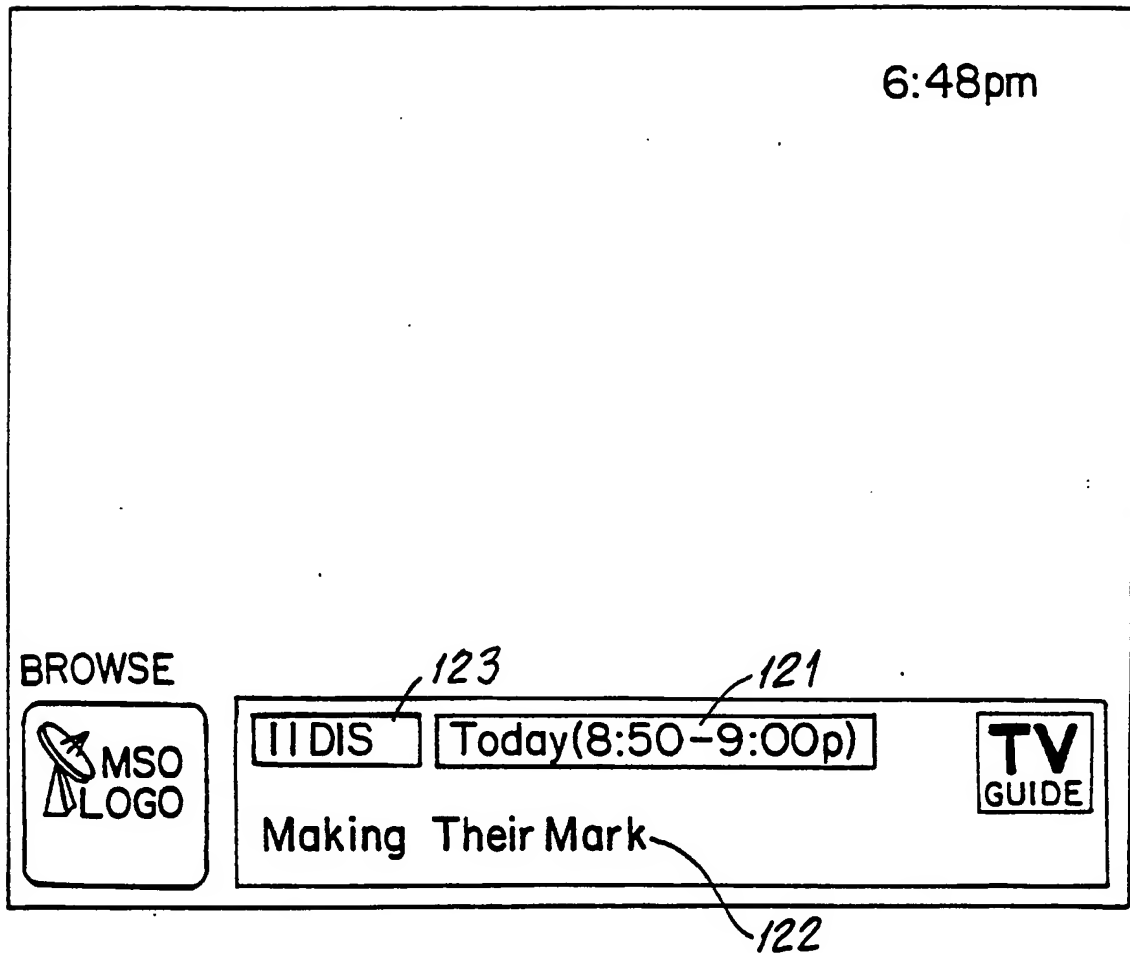 6:48pm
BROWSE
123
121
11 DIS
Today(8:50-9:00p)
TV
GUIDE
MSO
LOGO
Making Their Mark
122